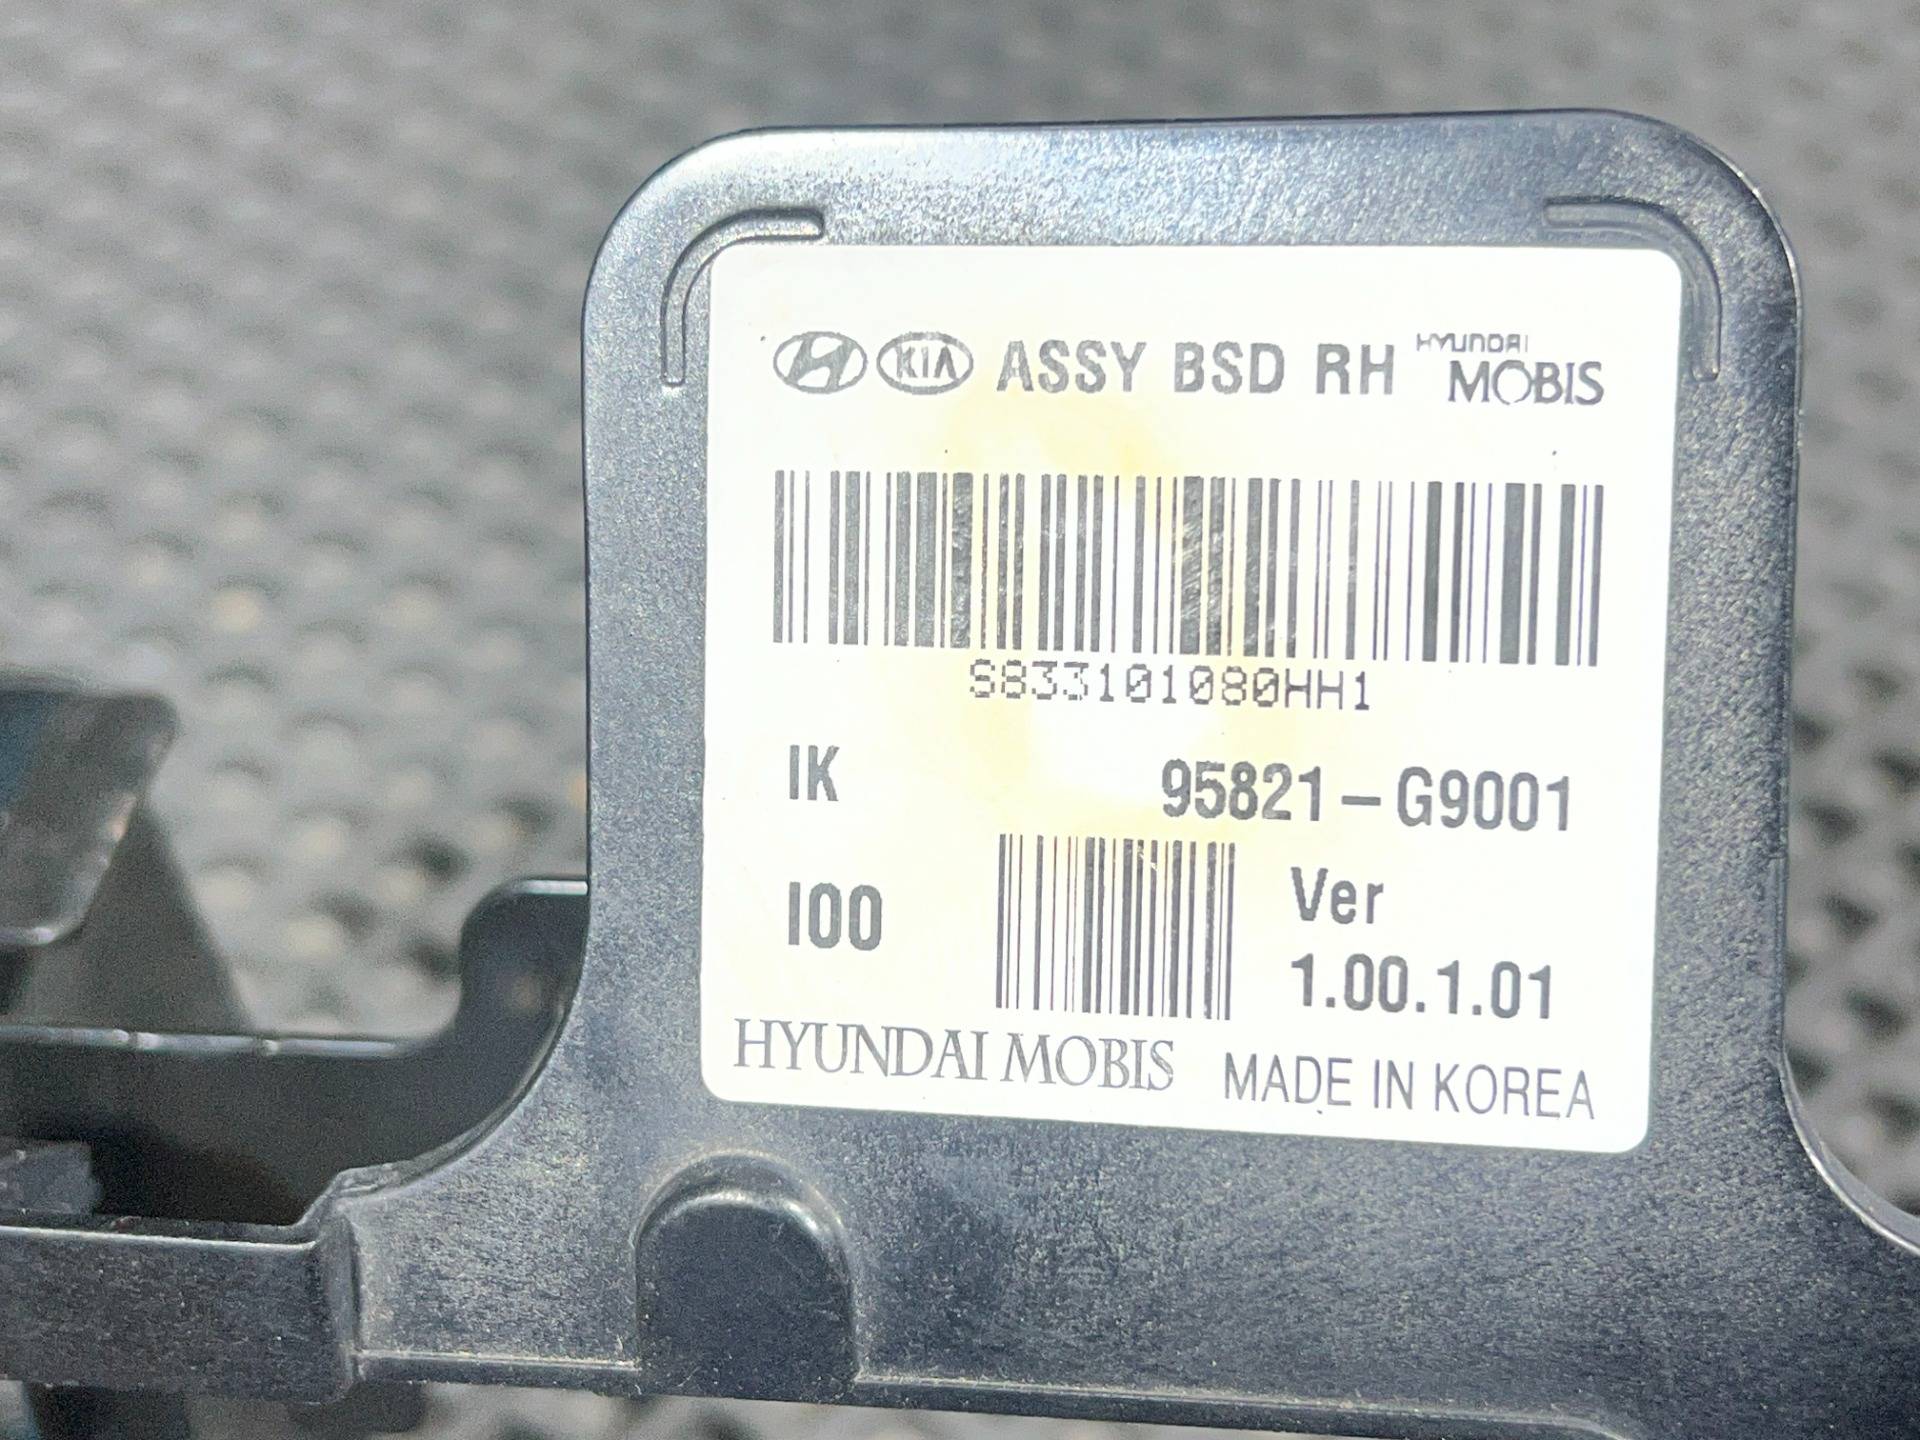 KIA ASSY BSD RH HYUNDAI MOBIS
S833101080HH1
IK 95821-G9001
I00 Ver 1.00.1.01
HYUNDAI MOBIS MADE IN KOREA